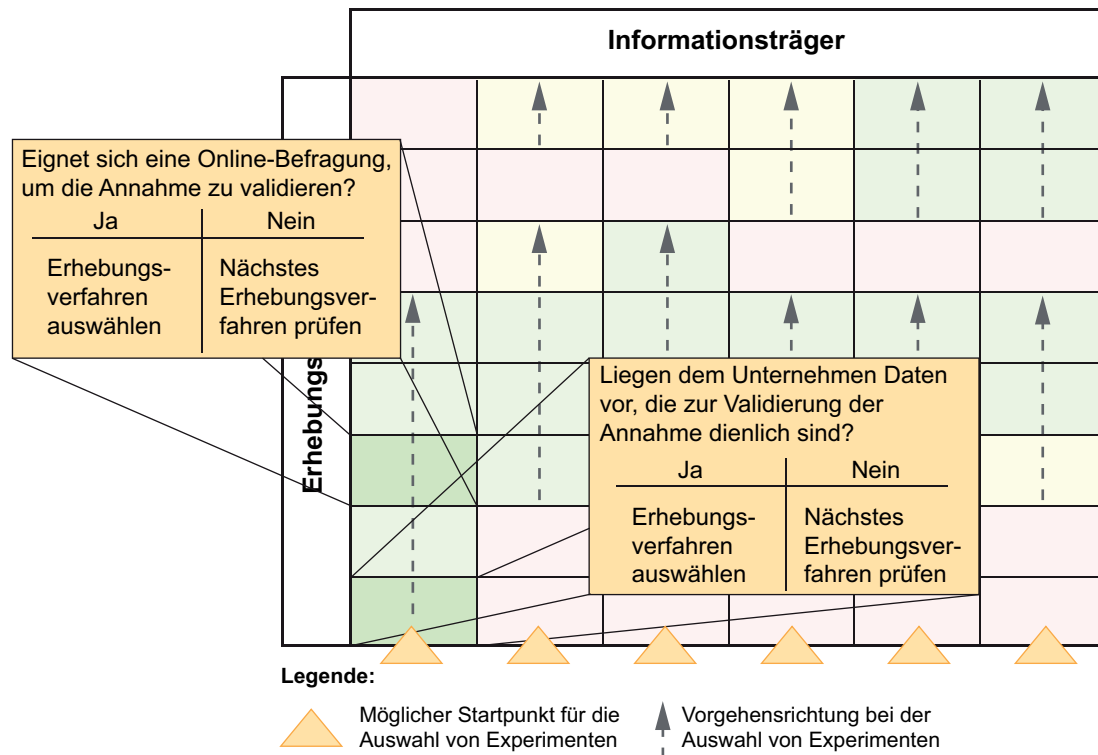 Informationsträger
Erhebungs
Eignet sich eine Online-Befragung,
um die Annahme zu validieren?
Ja Nein
Erhebungs- Nächstes
verfahren Erhebungsver-
auswählen fahren prüfen
Liegen dem Unternehmen Daten
vor, die zur Validierung der
Annahme dienlich sind?
Ja Nein
Erhebungs- Nächstes
verfahren Erhebungsver-
auswählen fahren prüfen
Legende:
Möglicher Startpunkt für die
Auswahl von Experimenten
Vorgehensrichtung bei der
Auswahl von Experimenten